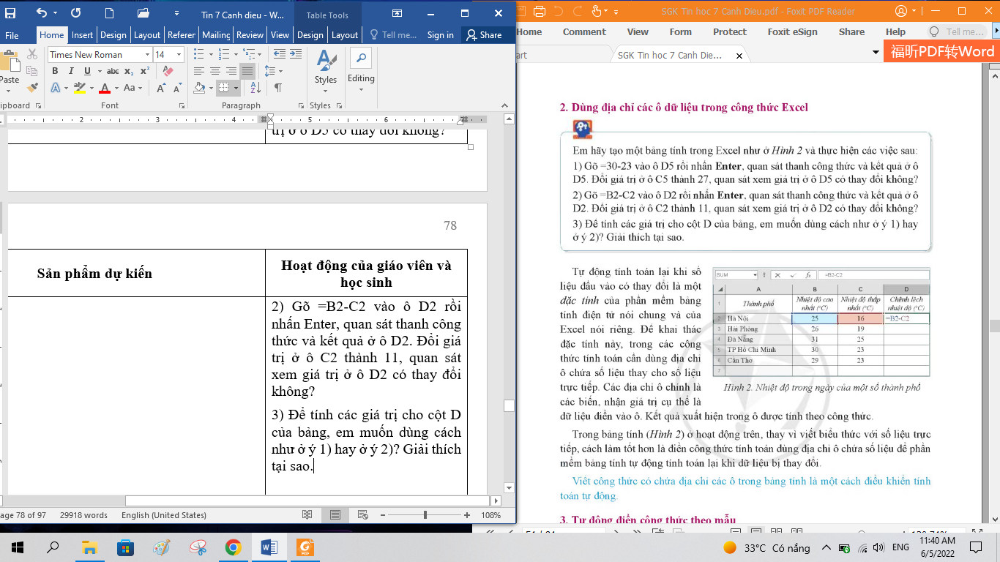 Tin 7 Canh dieu - W...
Table Tools
File
Home
Insert
Design
Layout
Referer
Mailing
Review
View
Design
Layout
Tell me...
Sign in
Share
Times New Roman
14
Paste
B I U abc x₂ x²
Aa
Styles
Editing
ipboard
Font
Paragraph
Styles
1 2 3 4 5 6 7 8
trị ở ô D5 có thay đổi không?
78
Sản phẩm dự kiến
Hoạt động của giáo viên và
học sinh
2) Gõ =B2-C2 vào ô D2 rồi
nhấn Enter, quan sát thanh công
thức và kết quả ở ô D2. Đổi giá
trị ở ô C2 thành 11, quan sát
xem giá trị ở ô D2 có thay đổi
không?
3) Để tính các giá trị cho cột D
của bảng, em muốn dùng cách
như ở ý 1) hay ở ý 2)? Giải thích
tại sao.
age 78 of 97
29918 words
English (United States)
108%
SGK Tin hoc 7 Canh Dieu.pdf - Foxit PDF Reader
Home
Comment
View
Form
Protect
Foxit eSign
Share
Help
Tell me...
art
SGK Tin hoc 7 Canh Die...
福昕PDF转Word
2. Dùng địa chỉ các ô dữ liệu trong công thức Excel
Em hãy tạo một bảng tính trong Excel như ở Hình 2 và thực hiện các việc sau:
1) Gõ =30-23 vào ô D5 rồi nhấn Enter, quan sát thanh công thức và kết quả ở ô
D5. Đổi giá trị ở ô C5 thành 27, quan sát xem giá trị ở ô D5 có thay đổi không?
2) Gõ =B2-C2 vào ô D2 rồi nhấn Enter, quan sát thanh công thức và kết quả ở ô
D2. Đổi giá trị ở ô C2 thành 11, quan sát xem giá trị ở ô D2 có thay đổi không?
3) Để tính các giá trị cho cột D của bảng, em muốn dùng cách như ở ý 1) hay
ở ý 2)? Giải thích tại sao.
Tự động tính toán lại khi số
liệu đầu vào có thay đổi là một
đặc tính của phần mềm bảng
tính điện tử nói chung và của
Excel nói riêng. Để khai thác
đặc tính này, trong các công
thức tính toán cần dùng địa chỉ
ô chứa số liệu thay cho số liệu
trực tiếp. Các địa chỉ ô chính là
các biến, nhận giá trị cụ thể là
dữ liệu điền vào ô. Kết quả xuất hiện trong ô được tính theo công thức.
SUM
fx
=B2-C2
A B C D
1 Thành phố Nhiệt độ cao nhất (°C) Nhiệt độ thấp nhất (°C) Chênh lệch nhiệt độ (°C)
2 Hà Nội 25 16 =B2-C2
3 Hải Phòng 26 19
4 Đà Nẵng 31 25
5 TP Hồ Chí Minh 30 23
6 Cần Thơ 29 23
7
Hình 2. Nhiệt độ trong ngày của một số thành phố
Trong bảng tính (Hình 2) ở hoạt động trên, thay vì viết biểu thức với số liệu trực
tiếp, cách làm tốt hơn là điền công thức tính toán dùng địa chỉ ô chứa số liệu để phần
mềm bảng tính tự động tính toán lại khi dữ liệu bị thay đổi.
Viết công thức có chứa địa chỉ các ô trong bảng tính là một cách điều khiển tính
toán tự động.
3. Tự động điền công thức theo mẫu
33°C Có nắng
ENG
11:40 AM
6/5/2022